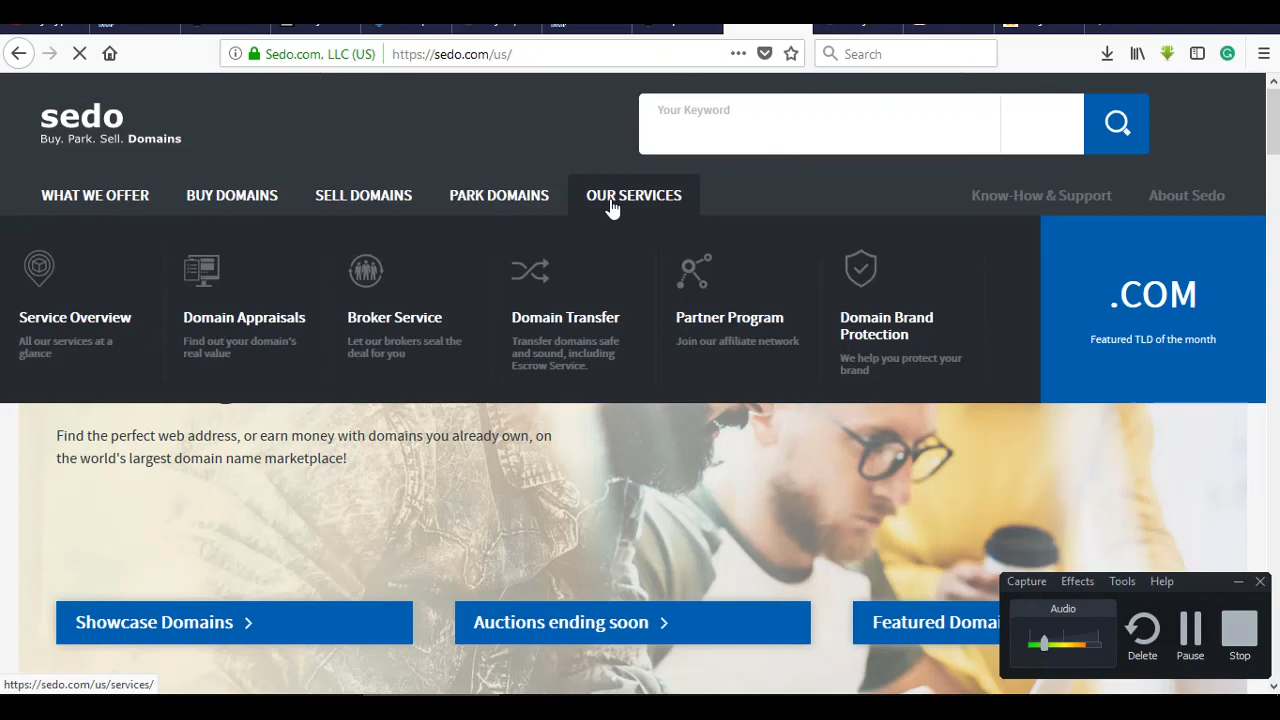 Sedo.com, LLC (US)
https://sedo.com/us/
Search
sedo
Buy. Park. Sell. Domains
Your Keyword
WHAT WE OFFER
BUY DOMAINS
SELL DOMAINS
PARK DOMAINS
OUR SERVICES
Know-How & Support
About Sedo
Service Overview
All our services at a
glance
Domain Appraisals
Find out your domain's
real value
Broker Service
Let our brokers seal the
deal for you
Domain Transfer
Transfer domains safe
and sound, including
Escrow Service.
Partner Program
Join our affiliate network
Domain Brand
Protection
We help you protect your
brand
.COM
Featured TLD of the month
Find the perfect web address, or earn money with domains you already own, on
the world's largest domain name marketplace!
Showcase Domains
Auctions ending soon
Featured Domai
Capture Effects Tools Help
Audio
Delete
Pause
Stop
https://sedo.com/us/services/